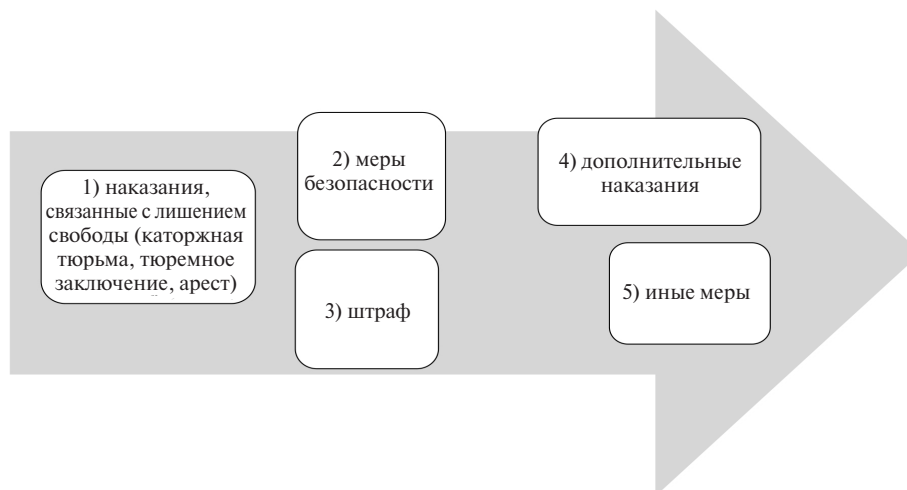 1) наказания,
связанные с лишением
свободы (каторжная
тюрьма, тюремное
заключение, арест)
2) меры
безопасности
3) штраф
4) дополнительные
наказания
5) иные меры